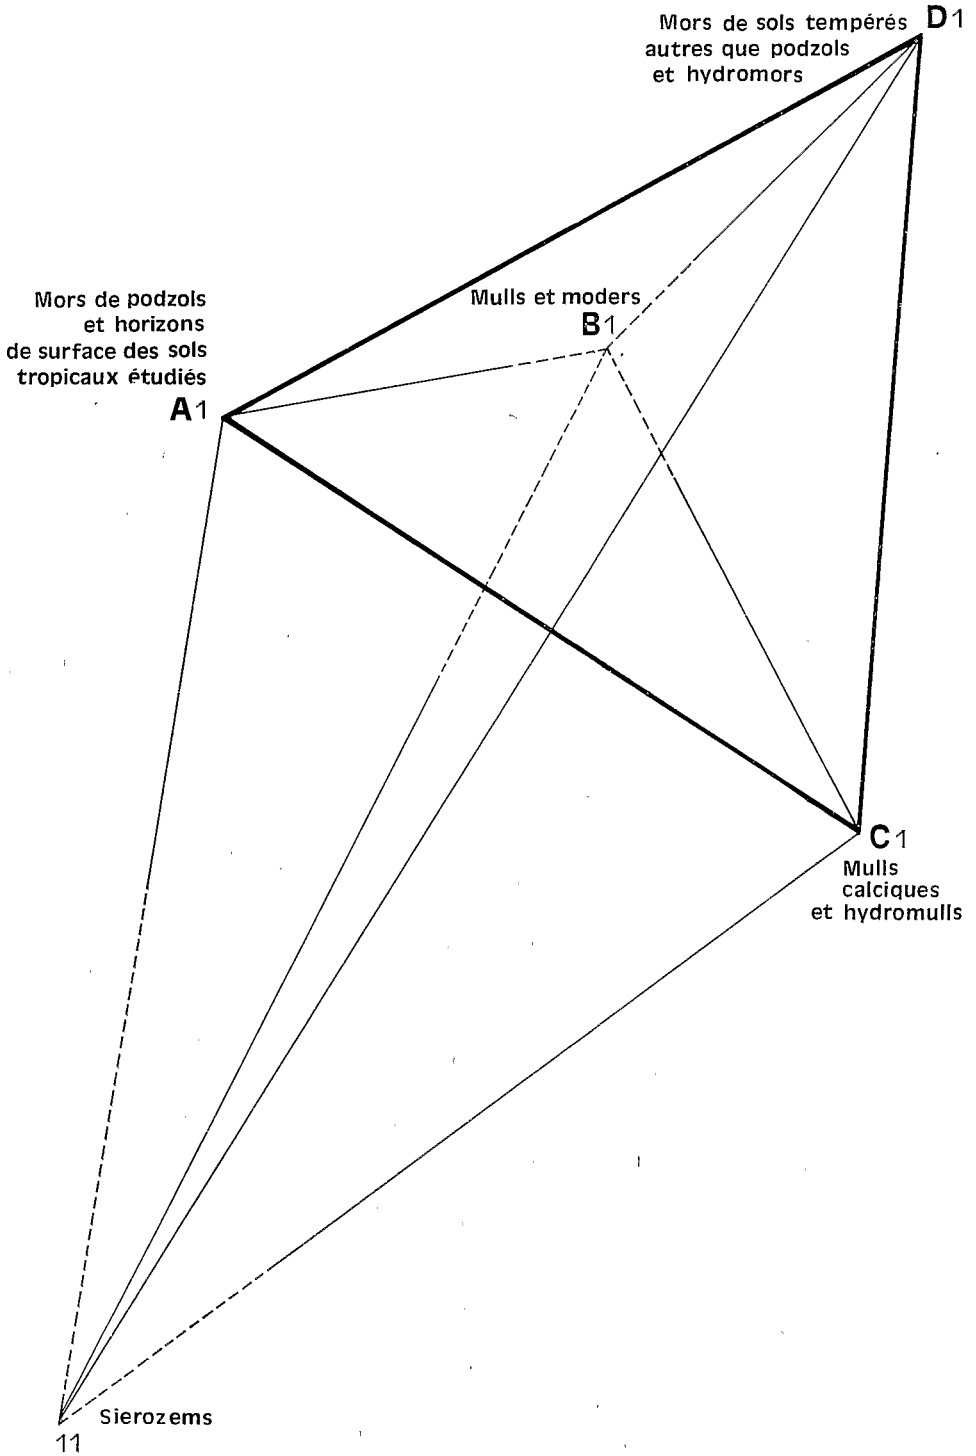 Mors de sols tempérés
autres que podzols
et hydromors
D1
Mors de podzols
et horizons
de surface des sols
tropicaux étudiés
A1
Mulls et moders
B1
C1
Mulls
calciques
et hydromulls
Sierozems
11